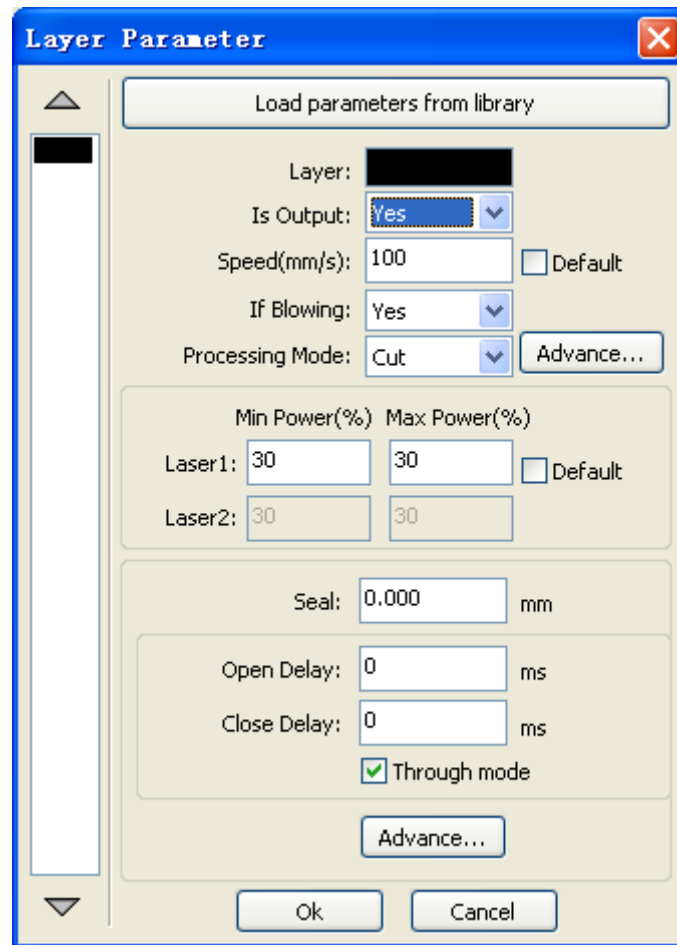 Layer Parameter
Load parameters from library
Layer:
Is Output: Yes
Speed(mm/s): 100 Default
If Blowing: Yes
Processing Mode: Cut Advance...
Min Power(%) Max Power(%)
Laser1: 30 30 Default
Laser2: 30 30
Seal: 0.000 mm
Open Delay: 0 ms
Close Delay: 0 ms
Through mode
Advance...
Ok Cancel